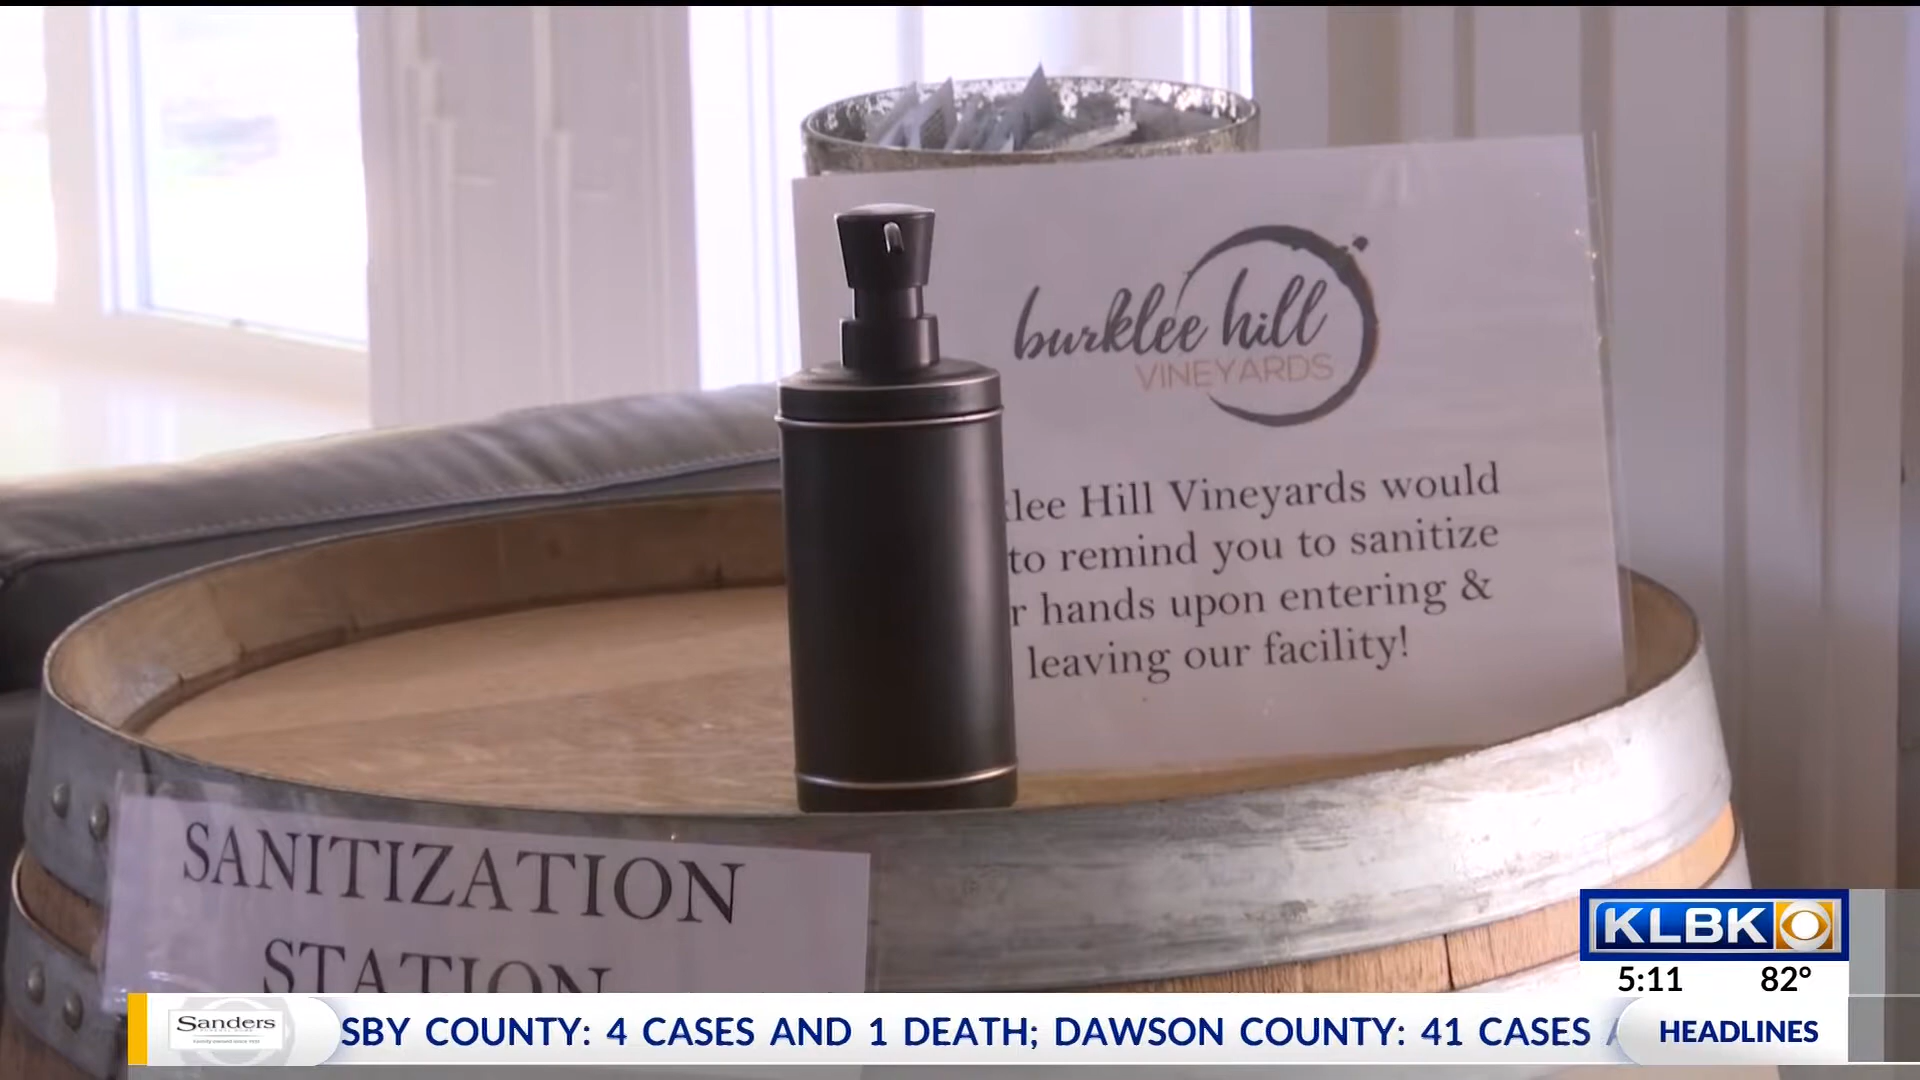 burklee hill
VINEYARDS
lee Hill Vineyards would
to remind you to sanitize
r hands upon entering &
leaving our facility!
SANITIZATION
STATION
KLBK
5:11 82°
Sanders
SBY COUNTY: 4 CASES AND 1 DEATH; DAWSON COUNTY: 41 CASES
HEADLINES